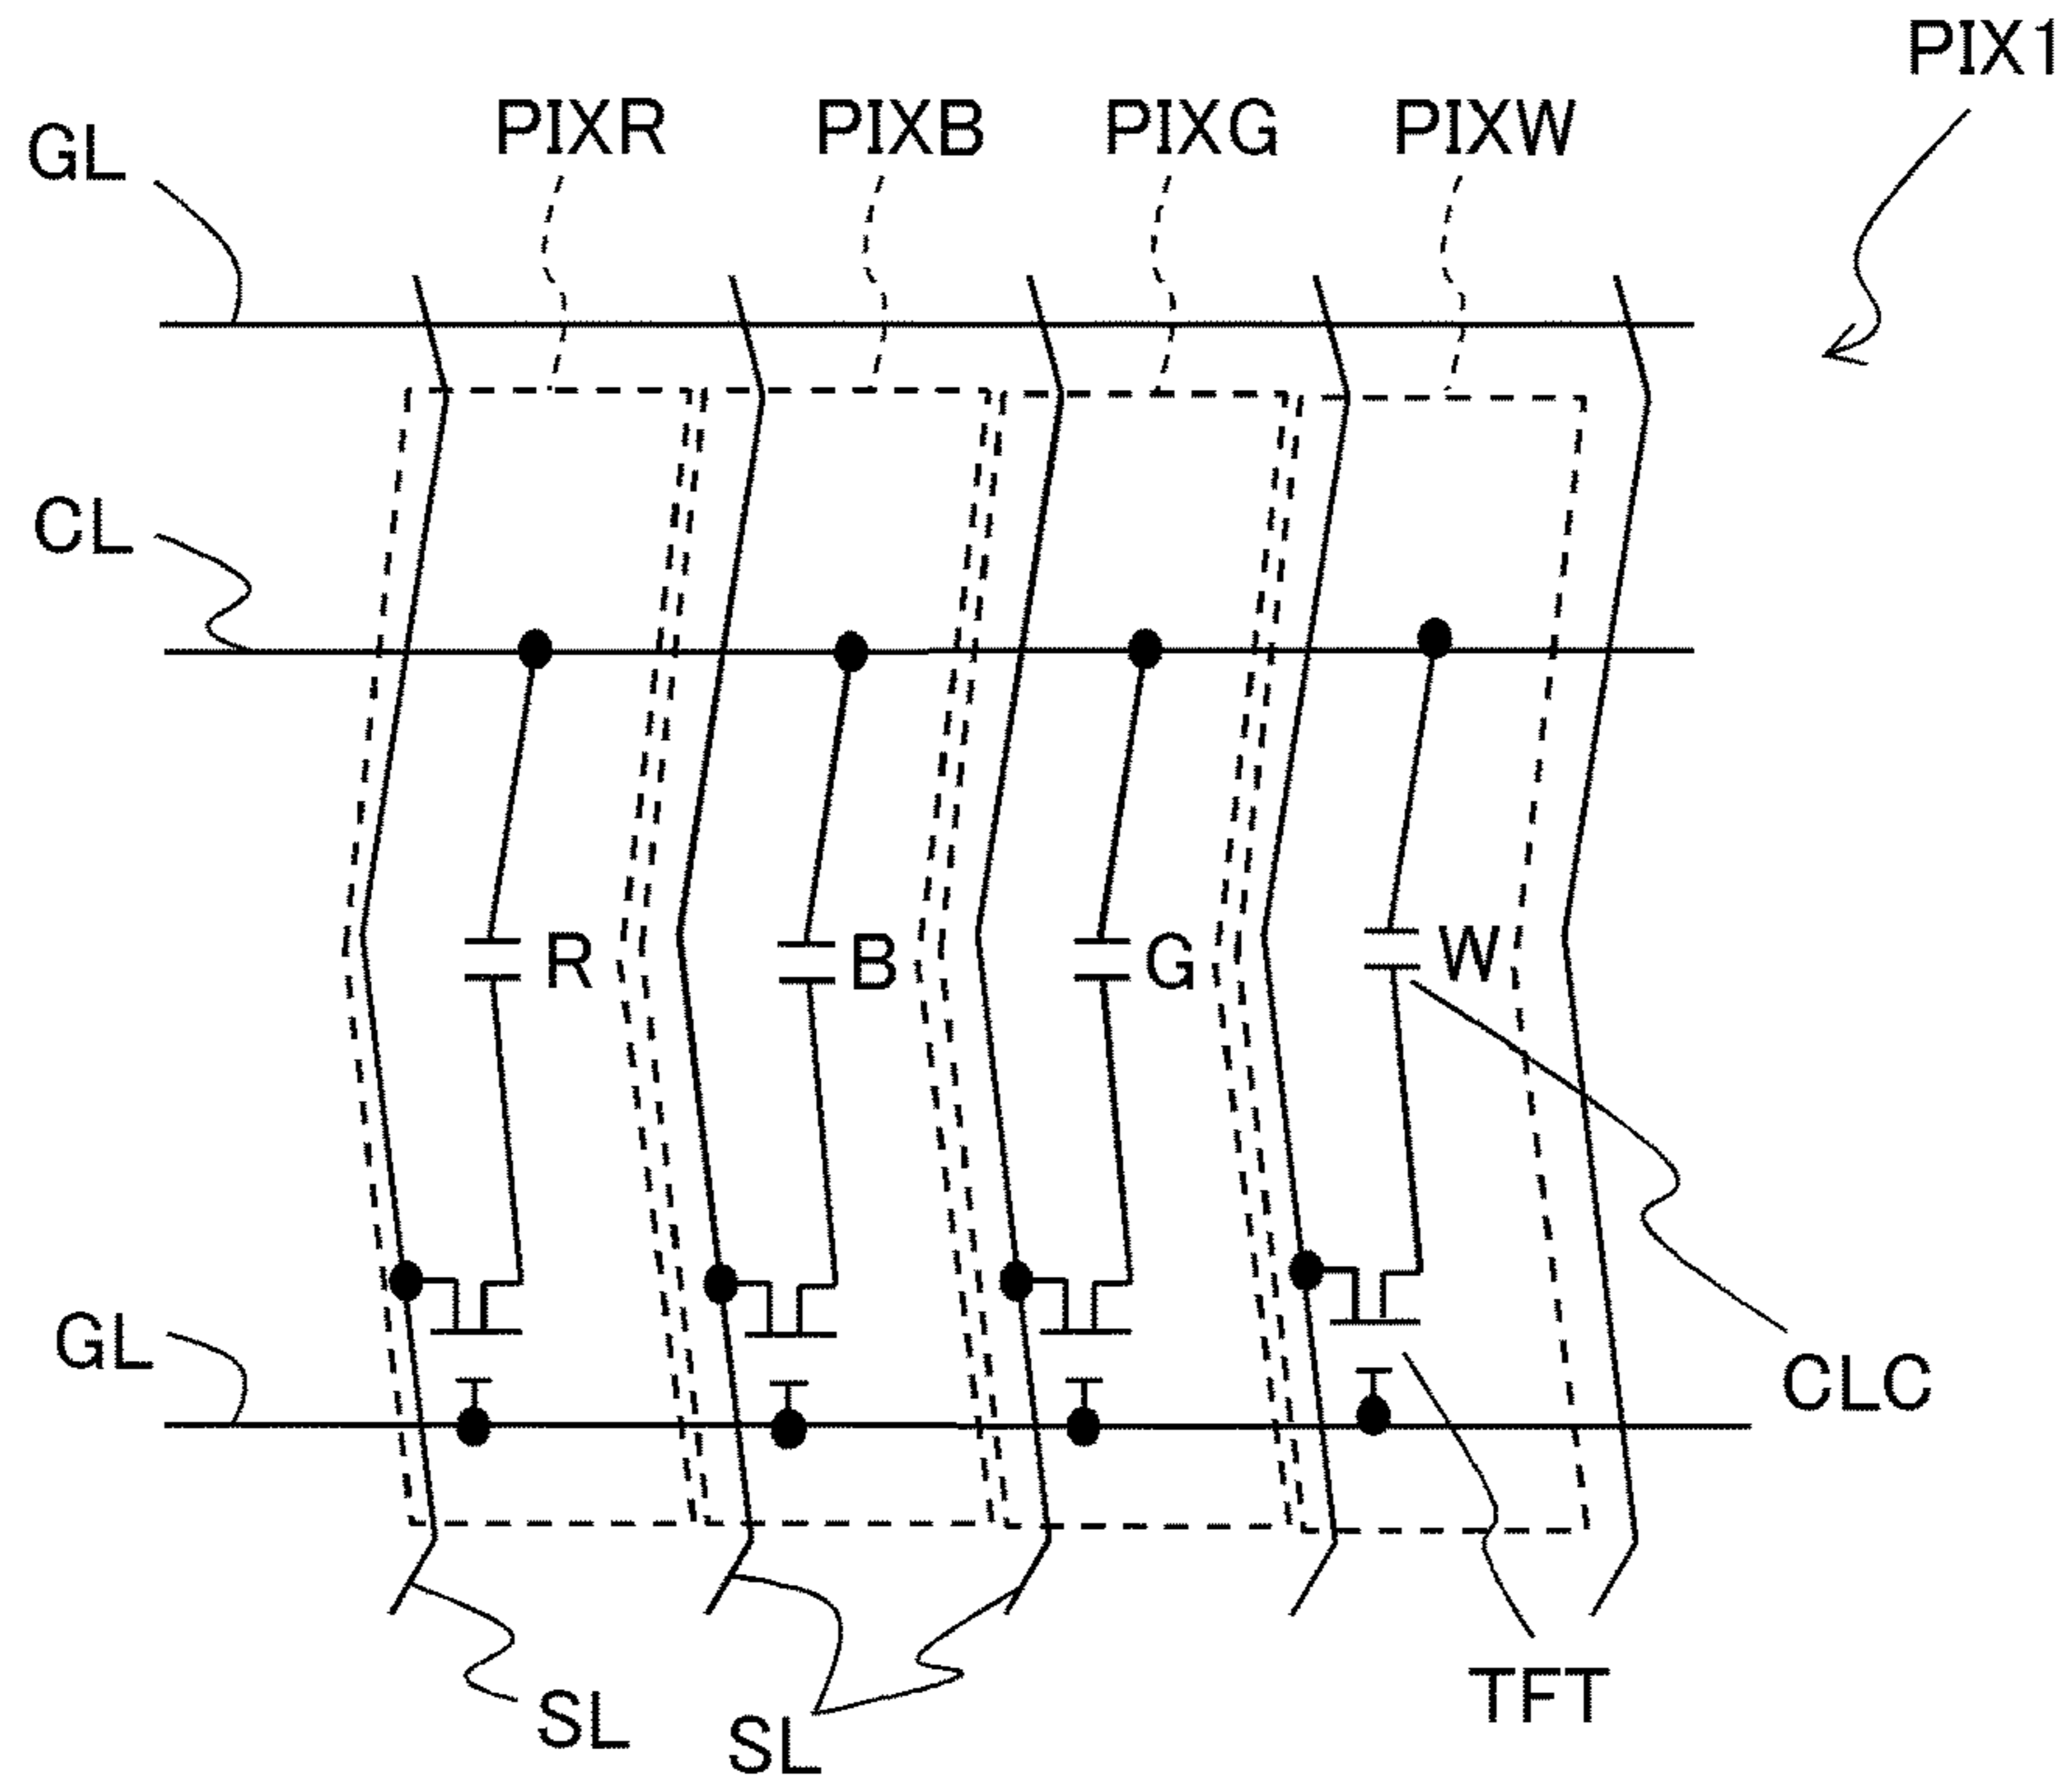 PIX1
PIXR PIXB PIXG PIXW
GL
CL
R B G W
GL
CLC
TFT
SL
SL